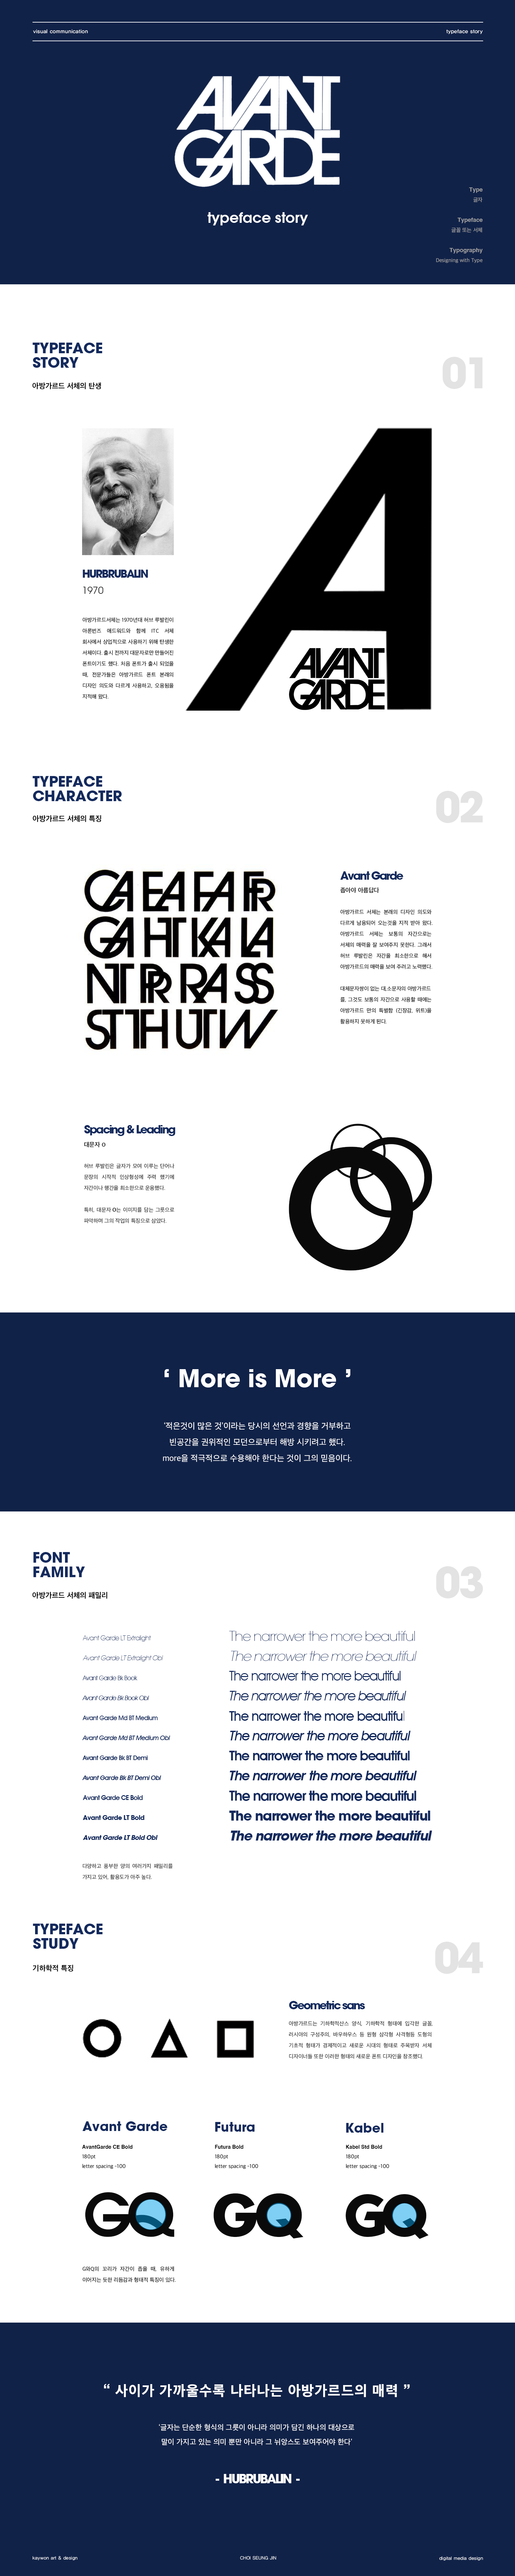 visual communication
typeface story
AVANT
GARDE
typeface story
Type
글자
Typeface
글꼴 또는 서체
Typography
Designing with Type
TYPEFACE
STORY
아방가르드 서체의 탄생
01
HURBRUBALIN
1970
아방가르드서체는 1970년대 허브 루발린이
아론번즈 에드워드와 함께 ITC 서체
회사에서 상업적으로 사용하기 위해 탄생한
서체이다. 출시 전까지 대문자로만 만들어진
폰트이기도 했다. 처음 폰트가 출시 되었을
때, 전문가들은 아방가르드 폰트 본래의
디자인 의도와 다르게 사용하고, 오용됨을
지적해 왔다.
A
AVANT
GARDE
TYPEFACE
CHARACTER
아방가르드 서체의 특징
02
CA EA FA FR
GA HT KA LA
NT RR RA SS
ST TH UT W
Avant Garde
좁아야 아름답다
아방가르드 서체는 본래의 디자인 의도와
다르게 남용되어 오는것을 지적 받아 왔다.
아방가르드 서체는 보통의 자간으로는
서체의 매력을 잘 보여주지 못한다. 그래서
허브 루발린은 자간을 최소한으로 해서
아방가르드의 매력을 보여 주려고 노력했다.
대체문자쌍이 없는 대,소문자의 아방가르드
를, 그것도 보통의 자간으로 사용할 때에는
아방가르드 만의 특별함 (긴장감, 위트)을
활용하지 못하게 된다.
Spacing & Leading
대문자 O
허브 루발린은 글자가 모여 이루는 단어나
문장의 시작적 인상형성에 주력 했기에
자간이나 행간을 최소한으로 운용했다.
특히, 대문자 O는 이미지를 담는 그릇으로
파악하며 그의 작업의 특징으로 삼았다.
‘ More is More ’
'적은것이 많은 것'이라는 당시의 선언과 경향을 거부하고
빈공간을 권위적인 모던으로부터 해방 시키려고 했다.
more을 적극적으로 수용해야 한다는 것이 그의 믿음이다.
FONT
FAMILY
아방가르드 서체의 패밀리
03
Avant Garde LT Extralight
The narrower the more beautiful
Avant Garde LT Extralight Obl
The narrower the more beautiful
Avant Garde Bk Book
The narrower the more beautiful
Avant Garde Bk Book Obl
The narrower the more beautiful
Avant Garde Md BT Medium
The narrower the more beautiful
Avant Garde Md BT Medium Obl
The narrower the more beautiful
Avant Garde Bk BT Demi
The narrower the more beautiful
Avant Garde Bk BT Demi Obl
The narrower the more beautiful
Avant Garde CE Bold
The narrower the more beautiful
Avant Garde LT Bold
The narrower the more beautiful
Avant Garde LT Bold Obl
The narrower the more beautiful
다양하고 풍부한 양의 여러가지 패밀리를
가지고 있어, 활용도가 아주 높다.
TYPEFACE
STUDY
기하학적 특징
04
Geometric sans
아방가르드는 기하학적산스 양식, 기하학적 형태에 입각한 글꼴,
러시아의 구성주의, 바우하우스 등 원형 삼각형 사각형등 도형의
기초적 형태가 경제적이고 새로운 시대의 형태로 주목받자 서체
디자이너들 또한 이러한 형태의 새로운 폰트 디자인을 창조했다.
Avant Garde
AvantGarde CE Bold
180pt
letter spacing -100
GQ
Futura
Futura Bold
180pt
letter spacing -100
GQ
Kabel
Kabel Std Bold
180pt
letter spacing -100
GQ
G와Q의 꼬리가 자간이 좁을 때, 유하게
이어지는 듯한 리듬감과 형태적 특징이 있다.
“ 사이가 가까울수록 나타나는 아방가르드의 매력 ”
'글자는 단순한 형식의 그릇이 아니라 의미가 담긴 하나의 대상으로
말이 가지고 있는 의미 뿐만 아니라 그 뉘앙스도 보여주어야 한다'
- HUBRUBALIN -
kaywon art & design
CHOI SEUNG JIN
digital media design